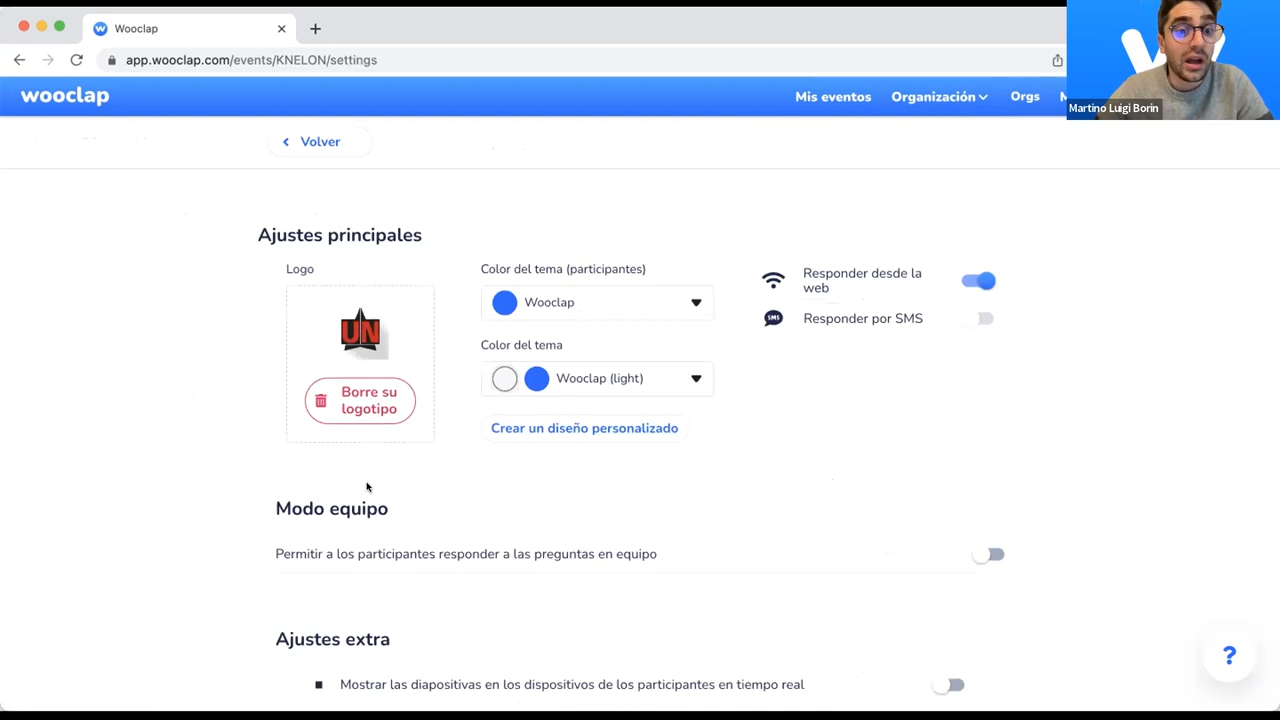 Wooclap
app.wooclap.com/events/KNELON/settings
wooclap
Mis eventos
Organización
Orgs
Martino Luigi Borin
Volver
Ajustes principales
Logo
UN
Borre su
logotipo
Color del tema (participantes)
Wooclap
Color del tema
Wooclap (light)
Crear un diseño personalizado
Responder desde la
web
SMS
Responder por SMS
Modo equipo
Permitir a los participantes responder a las preguntas en equipo
Ajustes extra
Mostrar las diapositivas en los dispositivos de los participantes en tiempo real
?